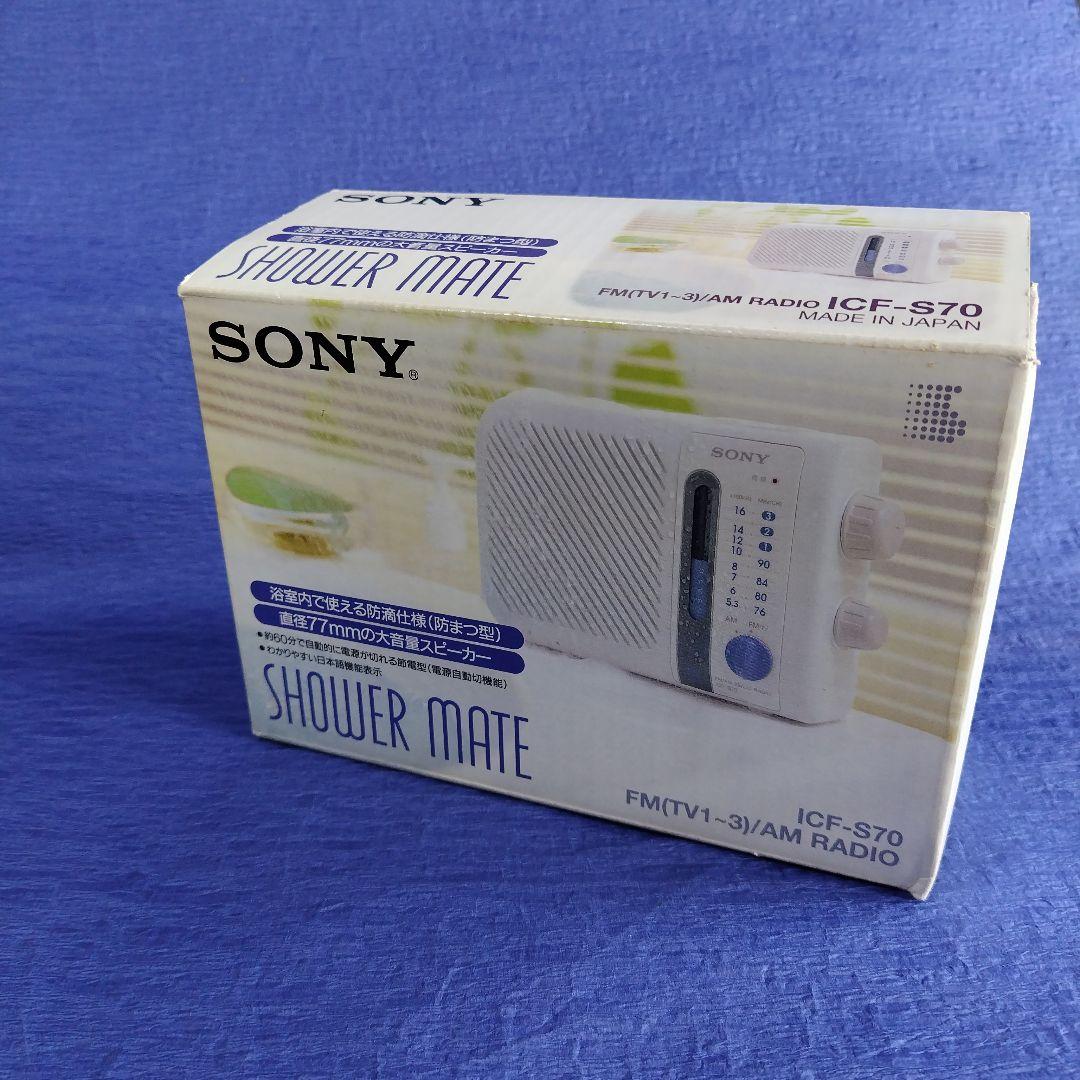 SONY
浴室内で使える防滴仕様(防まつ型)
直径77mmの大音量スピーカー
SHOWER MATE
FM(TV1~3)/AM RADIO ICF-S70
MADE IN JAPAN
SONY®
SONY
16 3
14 2
12 1
10 90
8 84
7 80
6 76
5.3
AM FM/TV
浴室内で使える防滴仕様(防まつ型)
直径77mmの大音量スピーカー
●約60分で自動的に電源が切れる節電型(電源自動切機能)
●わかりやすい日本語機能表示
SHOWER MATE
ICF-S70
FM(TV1~3)/AM RADIO